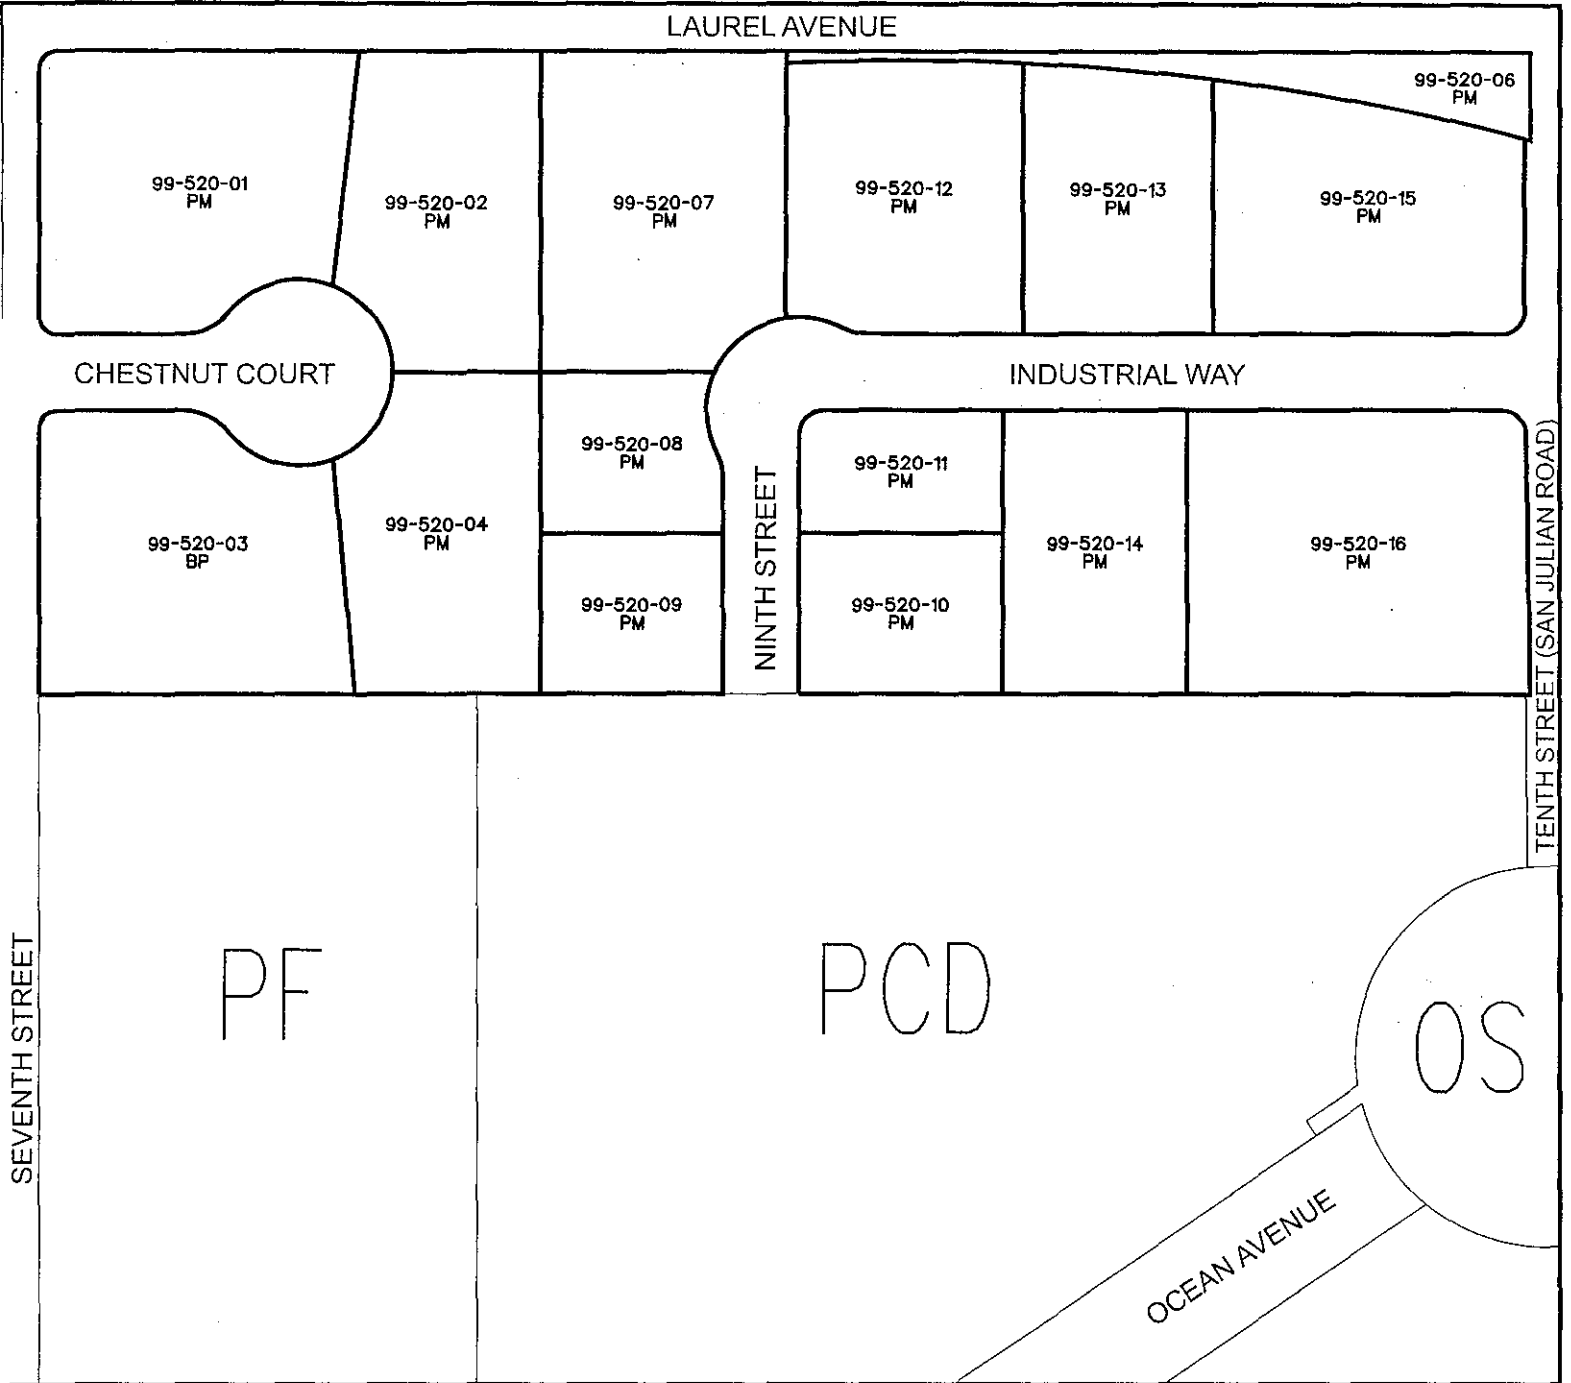 LAUREL AVENUE
99-520-06
PM
99-520-01
PM
99-520-02
PM
99-520-07
PM
99-520-12
PM
99-520-13
PM
99-520-15
PM
CHESTNUT COURT
INDUSTRIAL WAY
99-520-03
BP
99-520-04
PM
99-520-08
PM
99-520-09
PM
NINTH STREET
99-520-11
PM
99-520-10
PM
99-520-14
PM
99-520-16
PM
TENTH STREET (SAN JULIAN ROAD)
SEVENTH STREET
PF
PCD
OS
OCEAN AVENUE